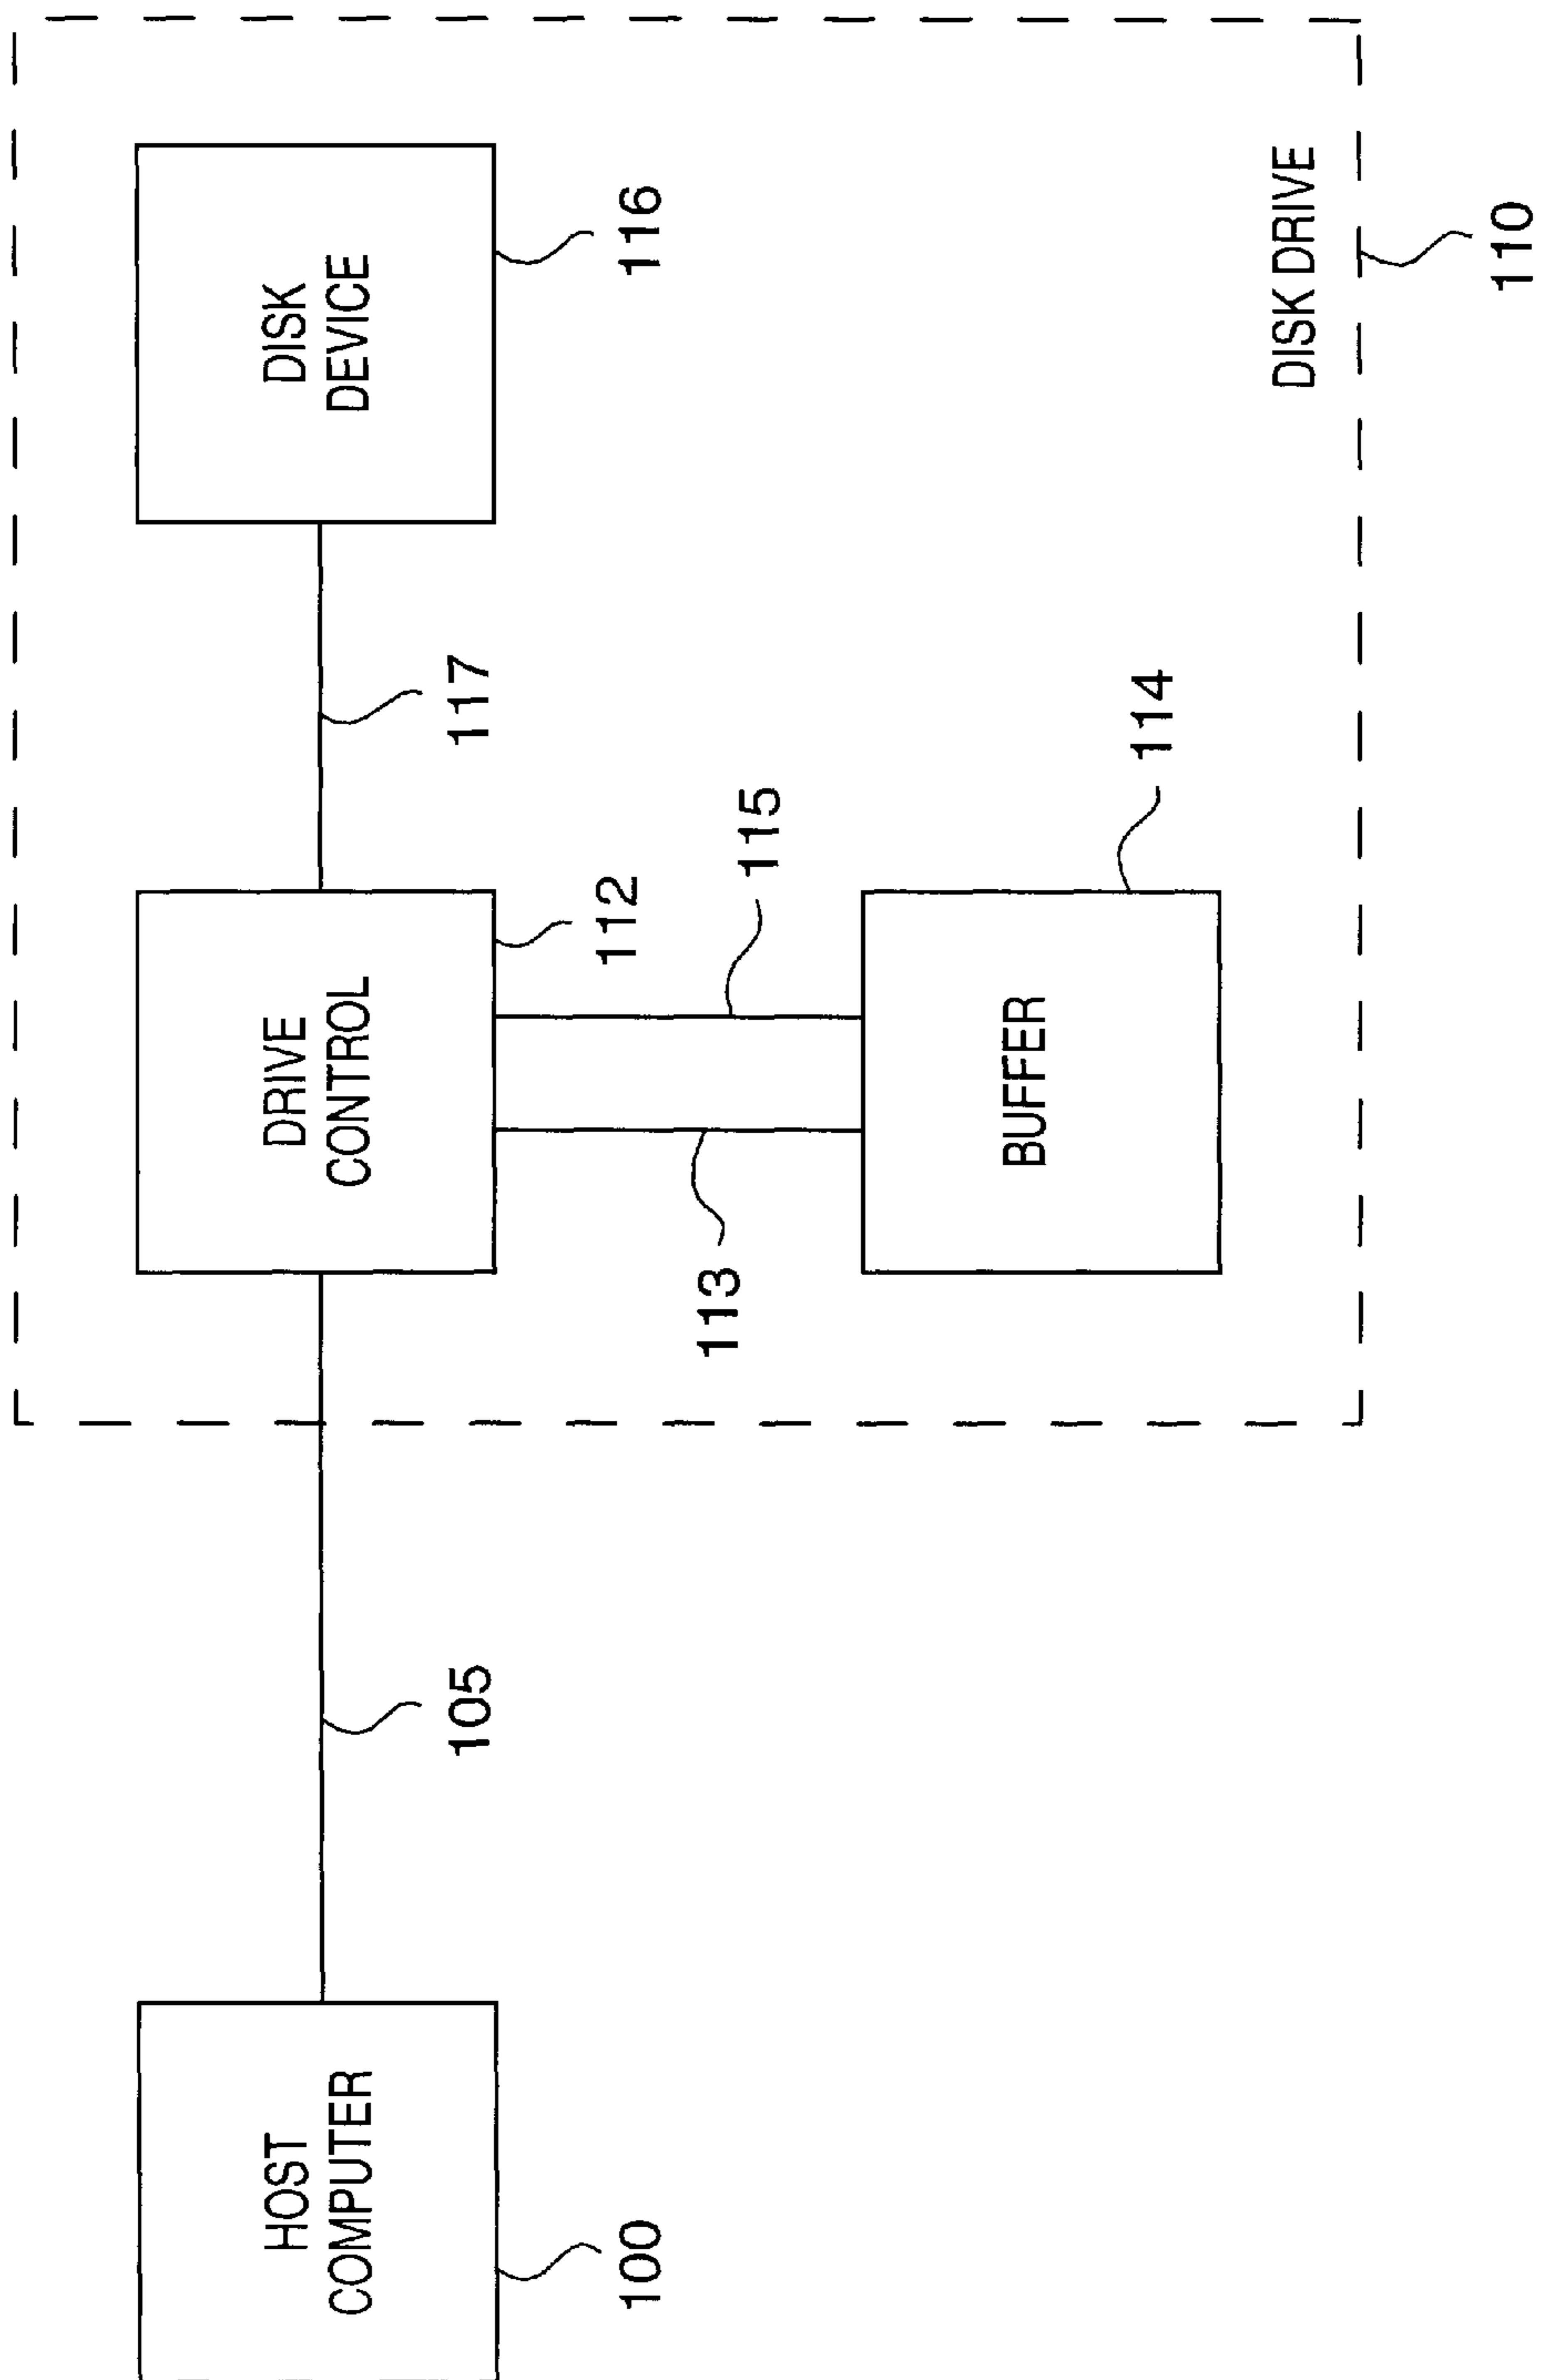 HOST
COMPUTER
100
105
DRIVE
CONTROL
112
113
115
BUFFER
114
117
DISK
DEVICE
116
DISK DRIVE
110